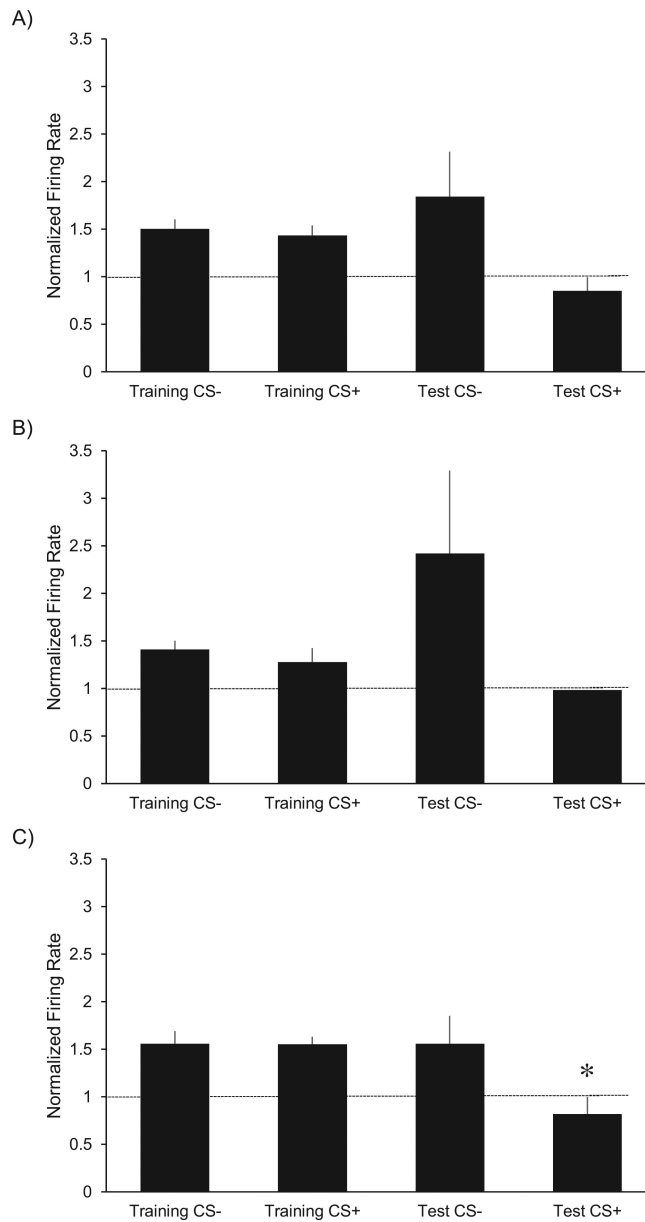 A)
3.5
3
2.5
2
1.5
1
0.5
0
Normalized Firing Rate
Training CS- Training CS+ Test CS- Test CS+
B)
3.5
3
2.5
2
1.5
1
0.5
0
Normalized Firing Rate
Training CS- Training CS+ Test CS- Test CS+
C)
3.5
3
2.5
2
1.5
1
0.5
0
Normalized Firing Rate
*
Training CS- Training CS+ Test CS- Test CS+